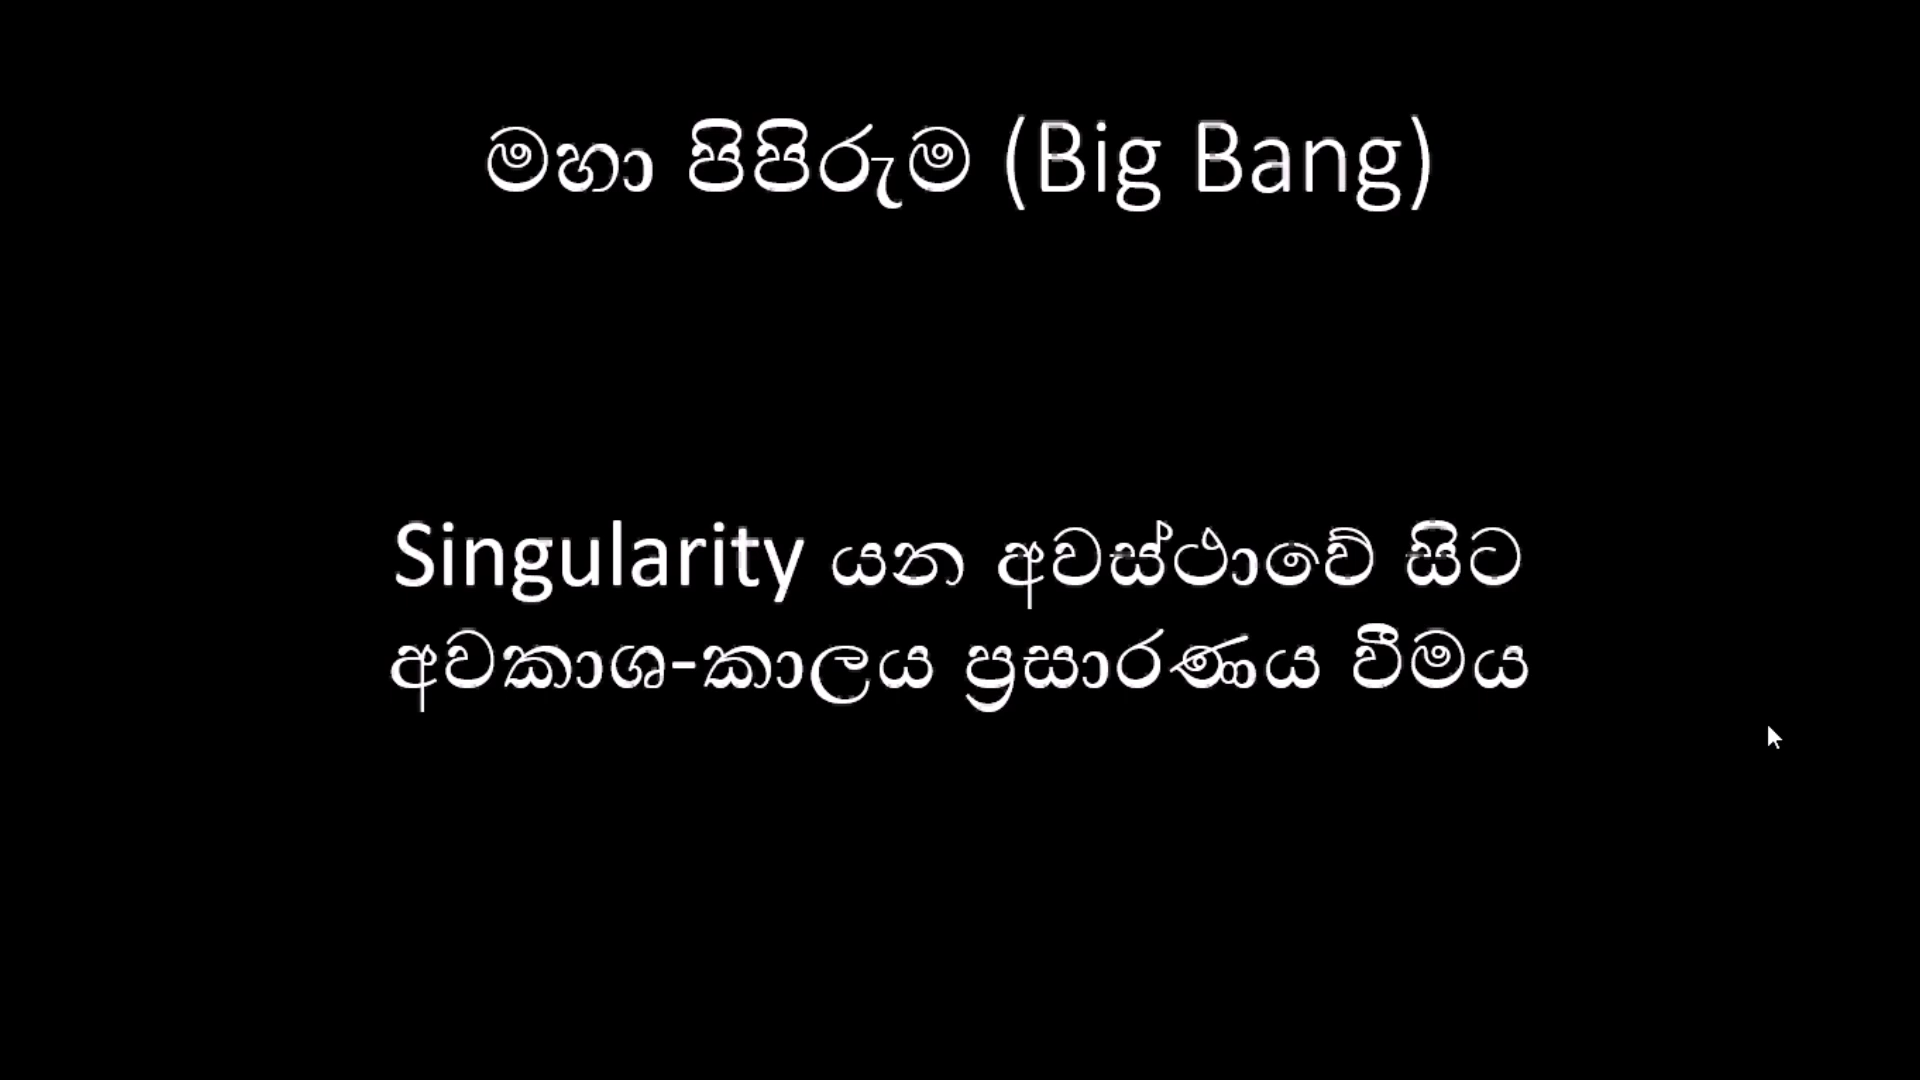 මහා පිපිරුම (Big Bang)
Singularity යන අවස්ථාවේ සිට
අවකාශ-කාලය ප්‍රසාරණය වීමය